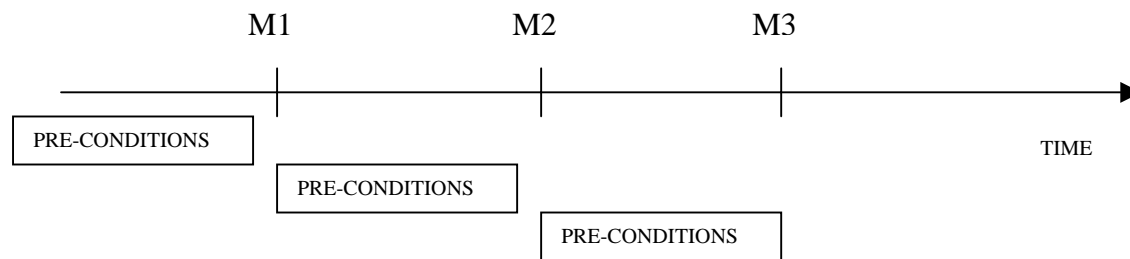 M1 M2 M3
PRE-CONDITIONS
TIME
PRE-CONDITIONS
PRE-CONDITIONS